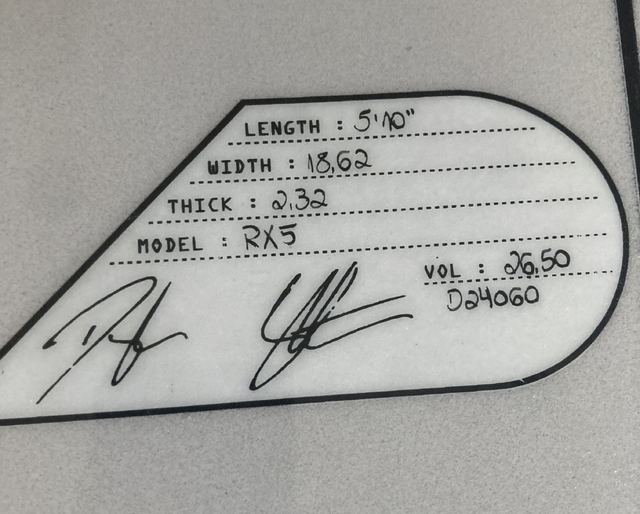 LENGTH : 5'10"
WIDTH : 18,62
THICK : 2,32
MODEL : RX5
VOL : 26,50
D24060